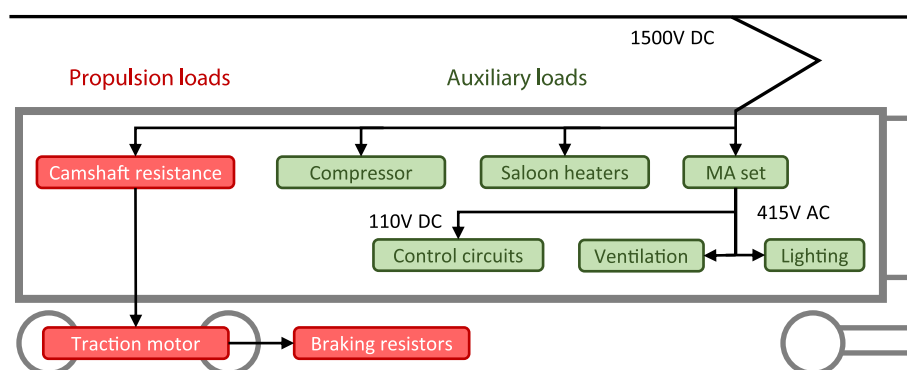 1500V DC
Propulsion loads
Auxiliary loads
Camshaft resistance
Compressor
Saloon heaters
MA set
110V DC
415V AC
Control circuits
Ventilation
Lighting
Traction motor
Braking resistors